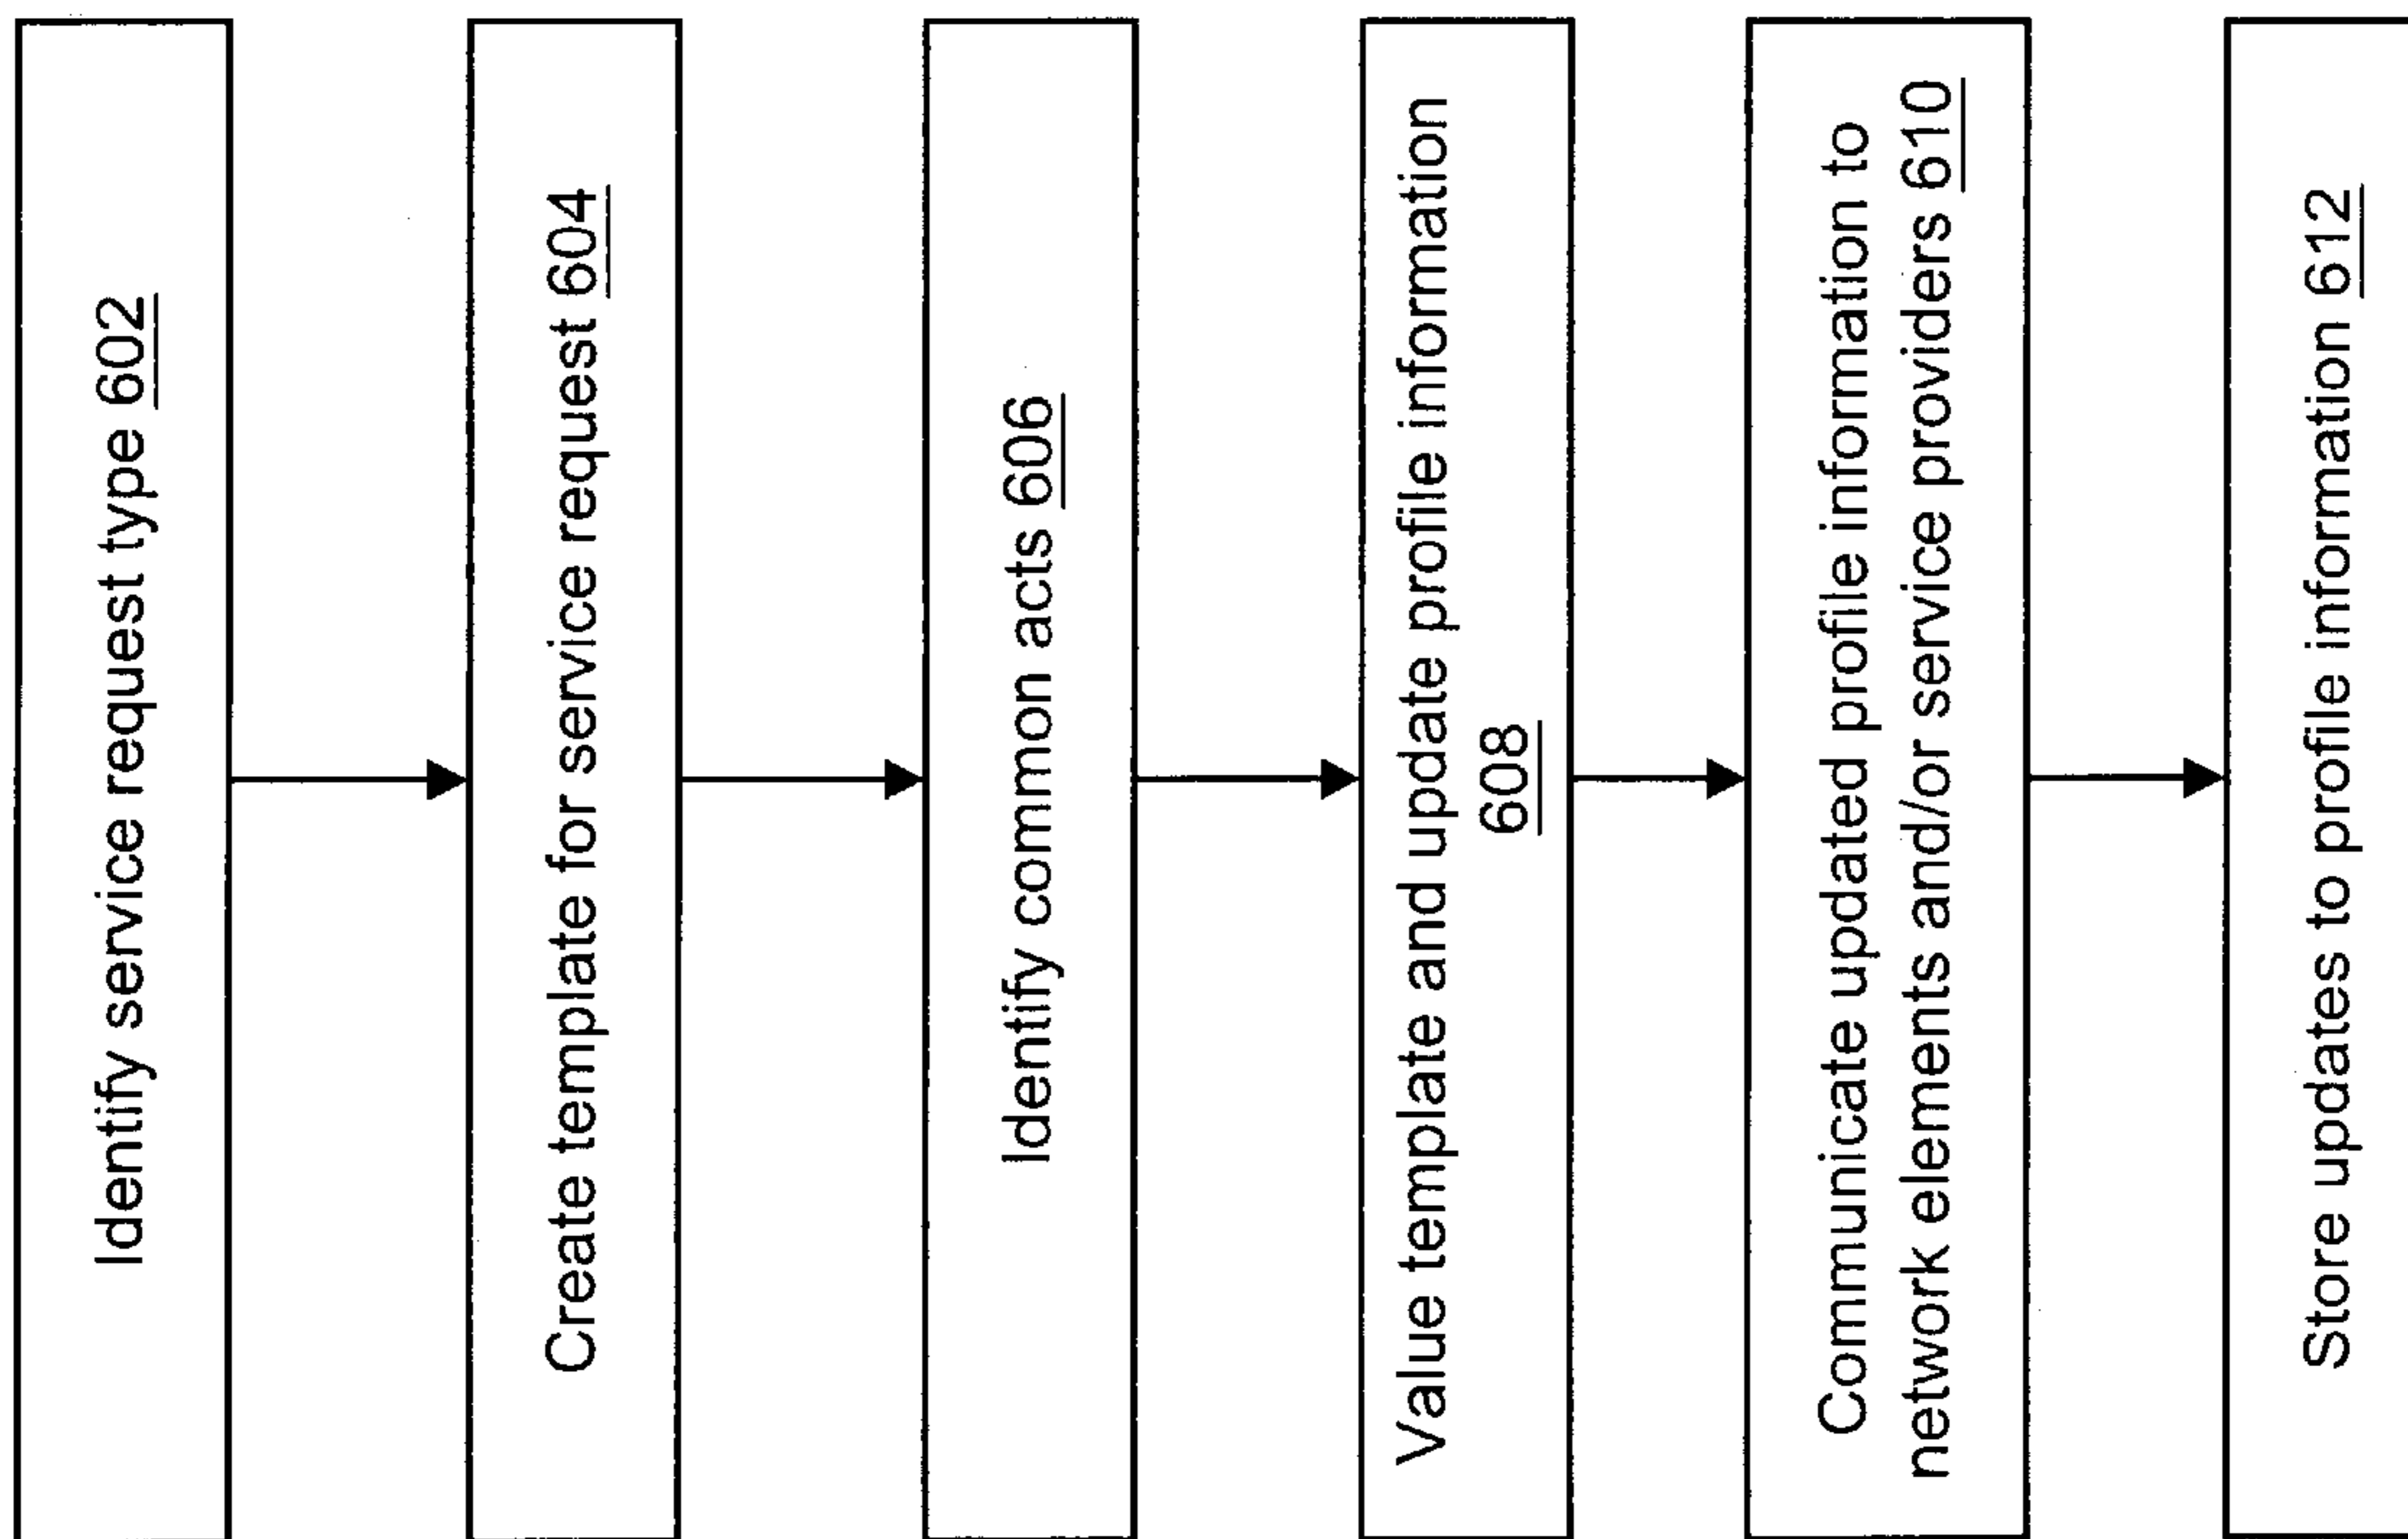 Identify service request type 602
Create template for service request 604
Identify common acts 606
Value template and update profile information
608
Communicate updated profile information to
network elements and/or service providers 610
Store updates to profile information 612